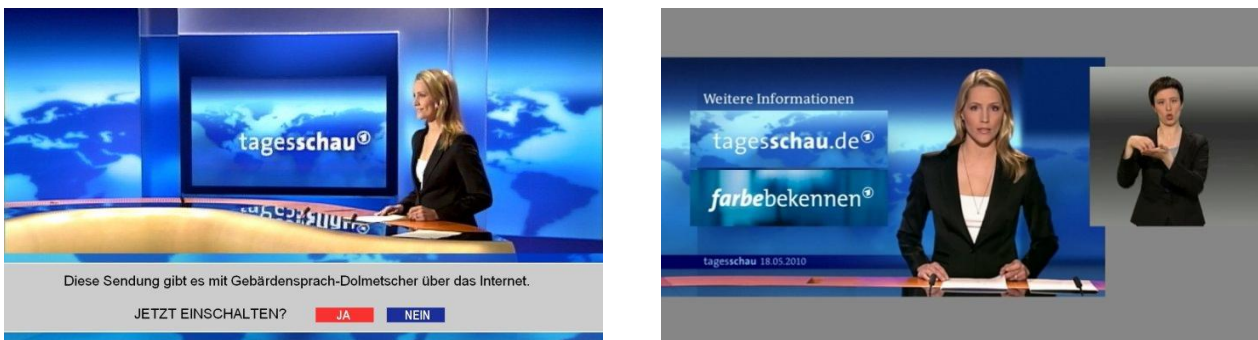 tagesschau
Diese Sendung gibt es mit Gebärdensprach-Dolmetscher über das Internet.
JETZT EINSCHALTEN?
JA NEIN
Weitere Informationen
tagesschau.de
farbebekennen
tagesschau 18.05.2010